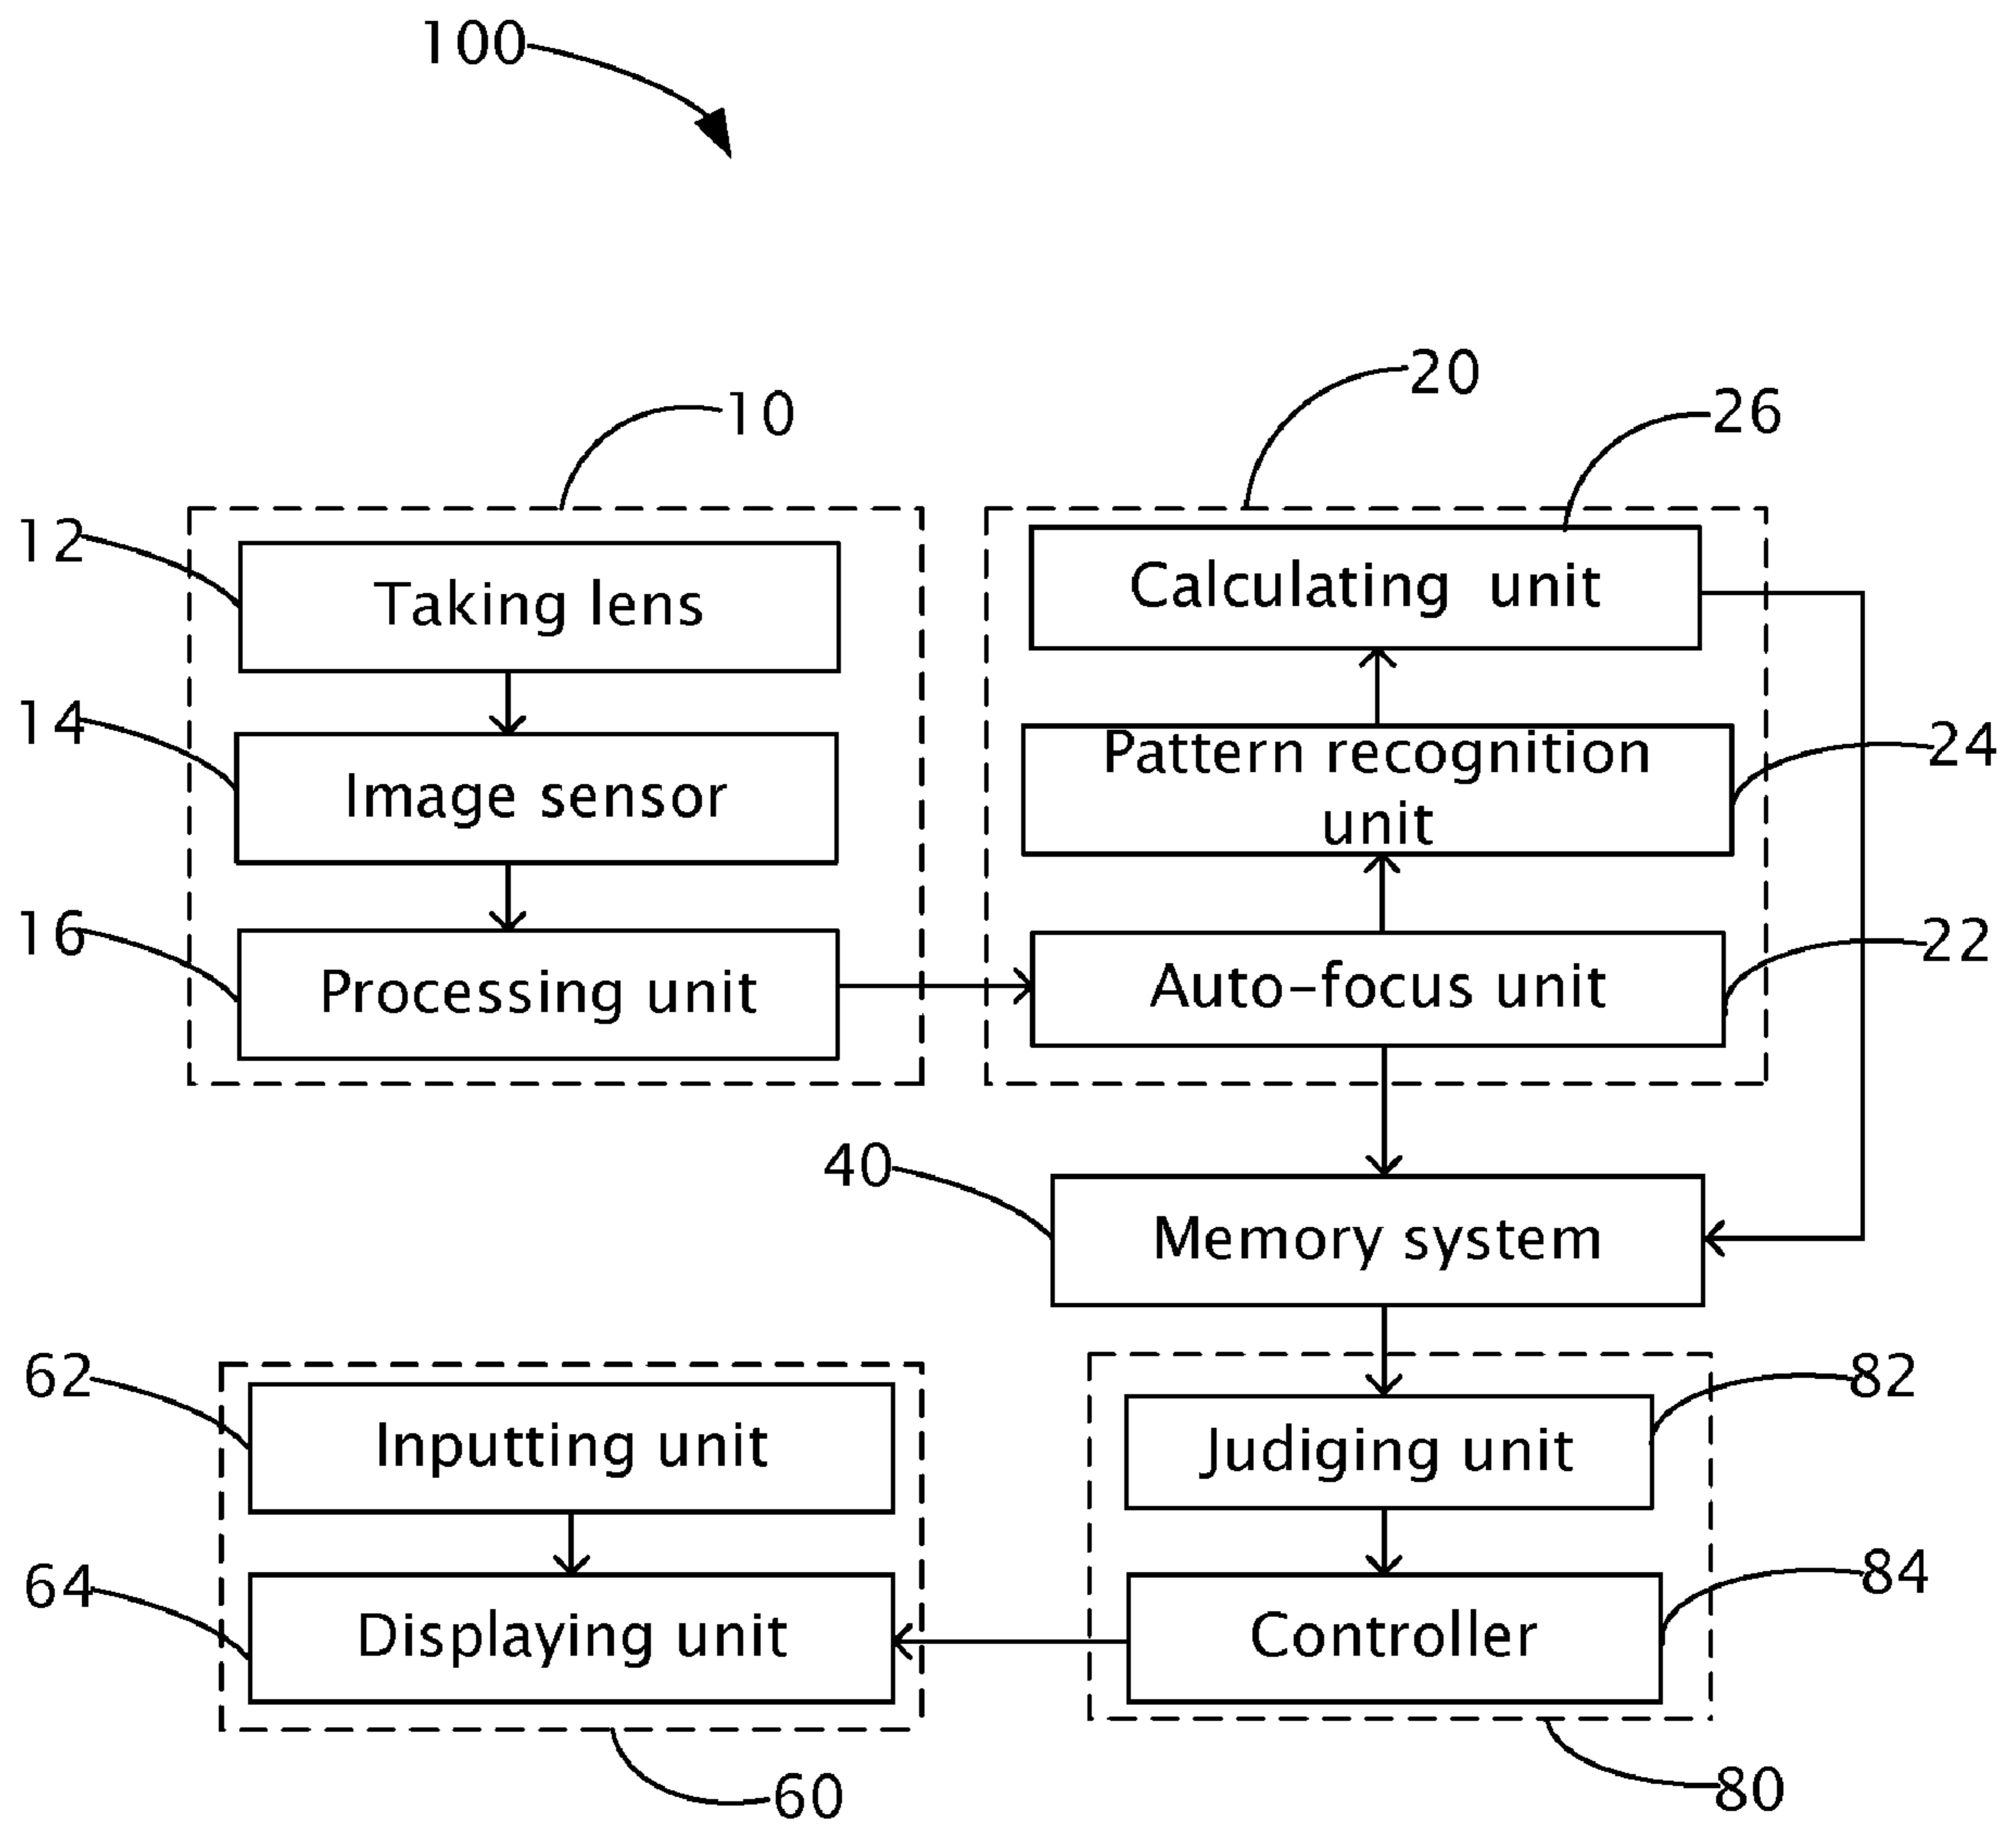 100
10
20
26
12
Taking lens
Calculating unit
14
Image sensor
Pattern recognition
unit
24
16
Processing unit
Auto-focus unit
22
40
Memory system
62
Inputting unit
Judiging unit
82
64
Displaying unit
Controller
84
60
80